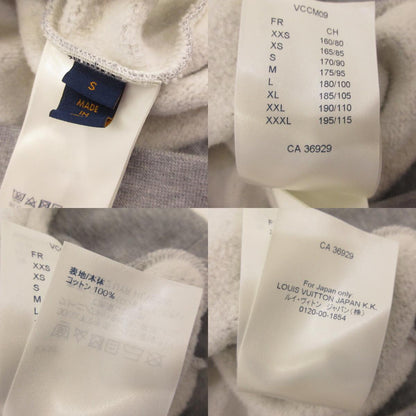 S
MADE
IN
VCCM09
FR CH
XXS 160/80
XS 165/85
S 170/90
M 175/95
L 180/100
XL 185/105
XXL 190/110
XXXL 195/115
CA 36929
VCC
FR
XXS
XS
S
M
L
表地/本体
コットン 100%
CA 36929
For Japan only:
LOUIS VUITTON JAPAN K.K.
ルイ・ヴィトン ジャパン(株)
0120-00-1854